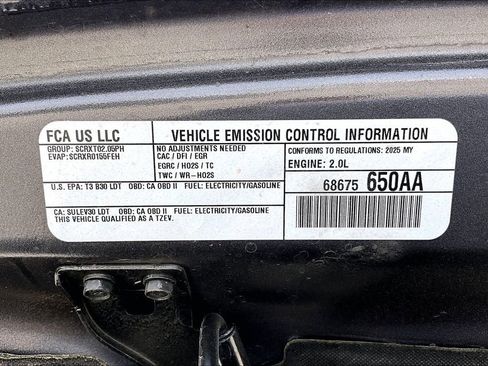 FCA US LLC
VEHICLE EMISSION CONTROL INFORMATION
GROUP: SCRXT02.05PH
EVAP: SCRXR0155FEH
NO ADJUSTMENTS NEEDED
CAC / DFI / EGR
EGRC / HO2S / TC
TWC / WR-HO2S
CONFORMS TO REGULATIONS: 2025 MY
ENGINE: 2.0L
68675 650AA
U.S. EPA: T3 B30 LDT OBD: CA OBD II FUEL: ELECTRICITY/GASOLINE
CA: SULEV30 LDT OBD: CA OBD II FUEL: ELECTRICITY/GASOLINE
THIS VEHICLE QUALIFIED AS A TZEV.